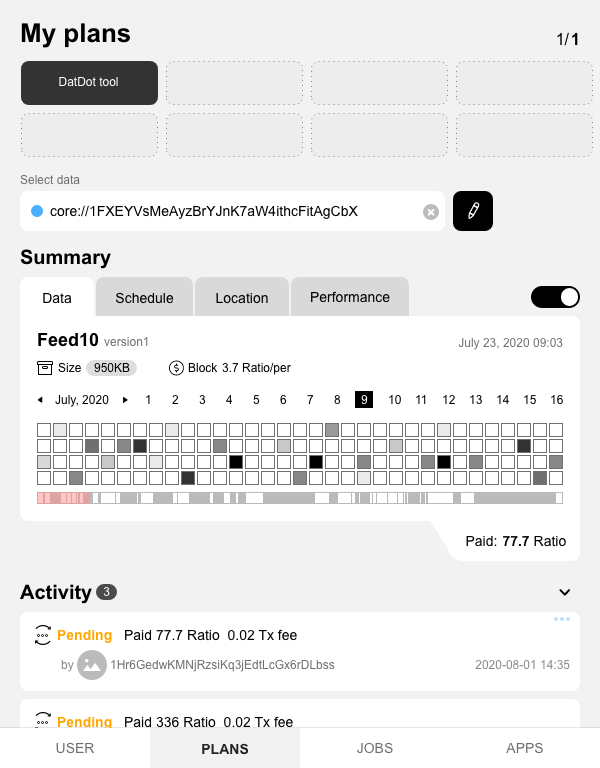 My plans
1/1
DatDot tool
Select data
core://1FXEYVsMeAyzBrYJnK7aW4ithcFitAgCbX
Summary
Data Schedule Location Performance
Feed10 version1 July 23, 2020 09:03
Size 950KB $ Block 3.7 Ratio/per
July, 2020 1 2 3 4 5 6 7 8 9 10 11 12 13 14 15 16
Paid: 77.7 Ratio
Activity 3
Pending Paid 77.7 Ratio 0.02 Tx fee
by 1Hr6GedwKMNjRzsiKq3jEdtLcGx6rDLbss 2020-08-01 14:35
Pending Paid 336 Ratio 0.02 Tx fee
USER PLANS JOBS APPS